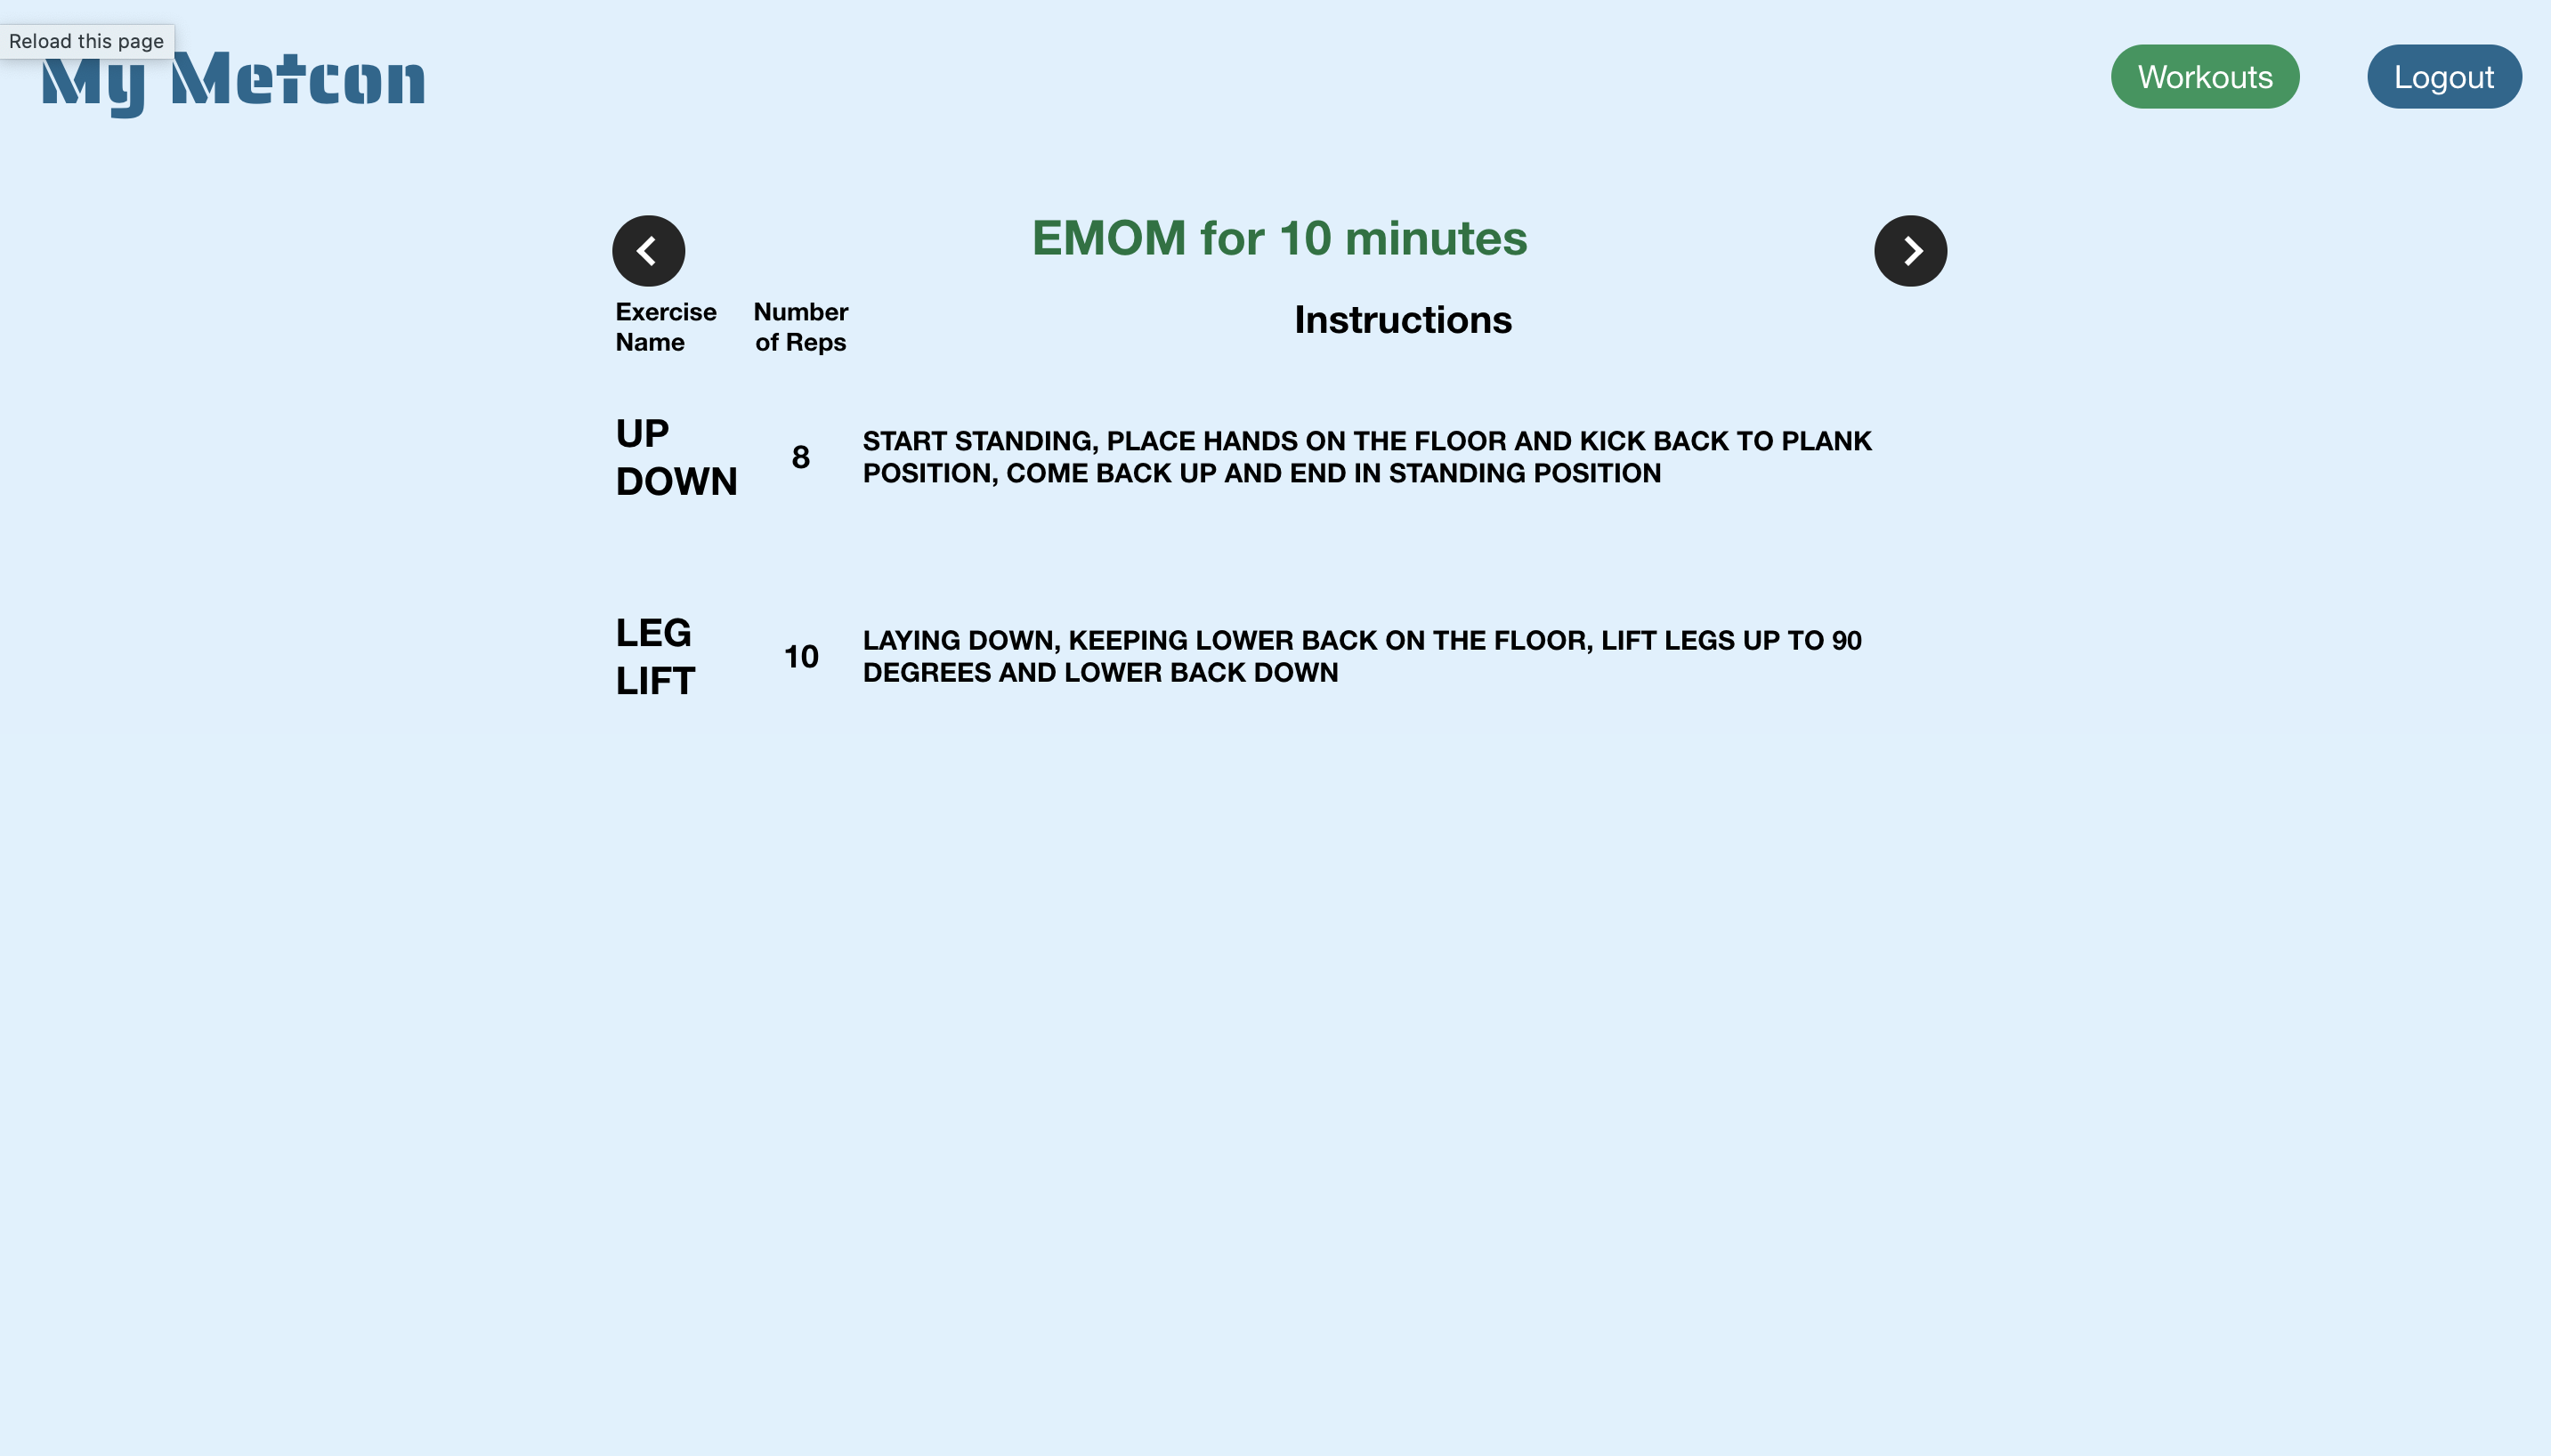 Reload this page
My Metcon
Workouts
Logout
EMOM for 10 minutes
Exercise
Name
Number
of Reps
Instructions
UP
DOWN
8
START STANDING, PLACE HANDS ON THE FLOOR AND KICK BACK TO PLANK
POSITION, COME BACK UP AND END IN STANDING POSITION
LEG
LIFT
10
LAYING DOWN, KEEPING LOWER BACK ON THE FLOOR, LIFT LEGS UP TO 90
DEGREES AND LOWER BACK DOWN